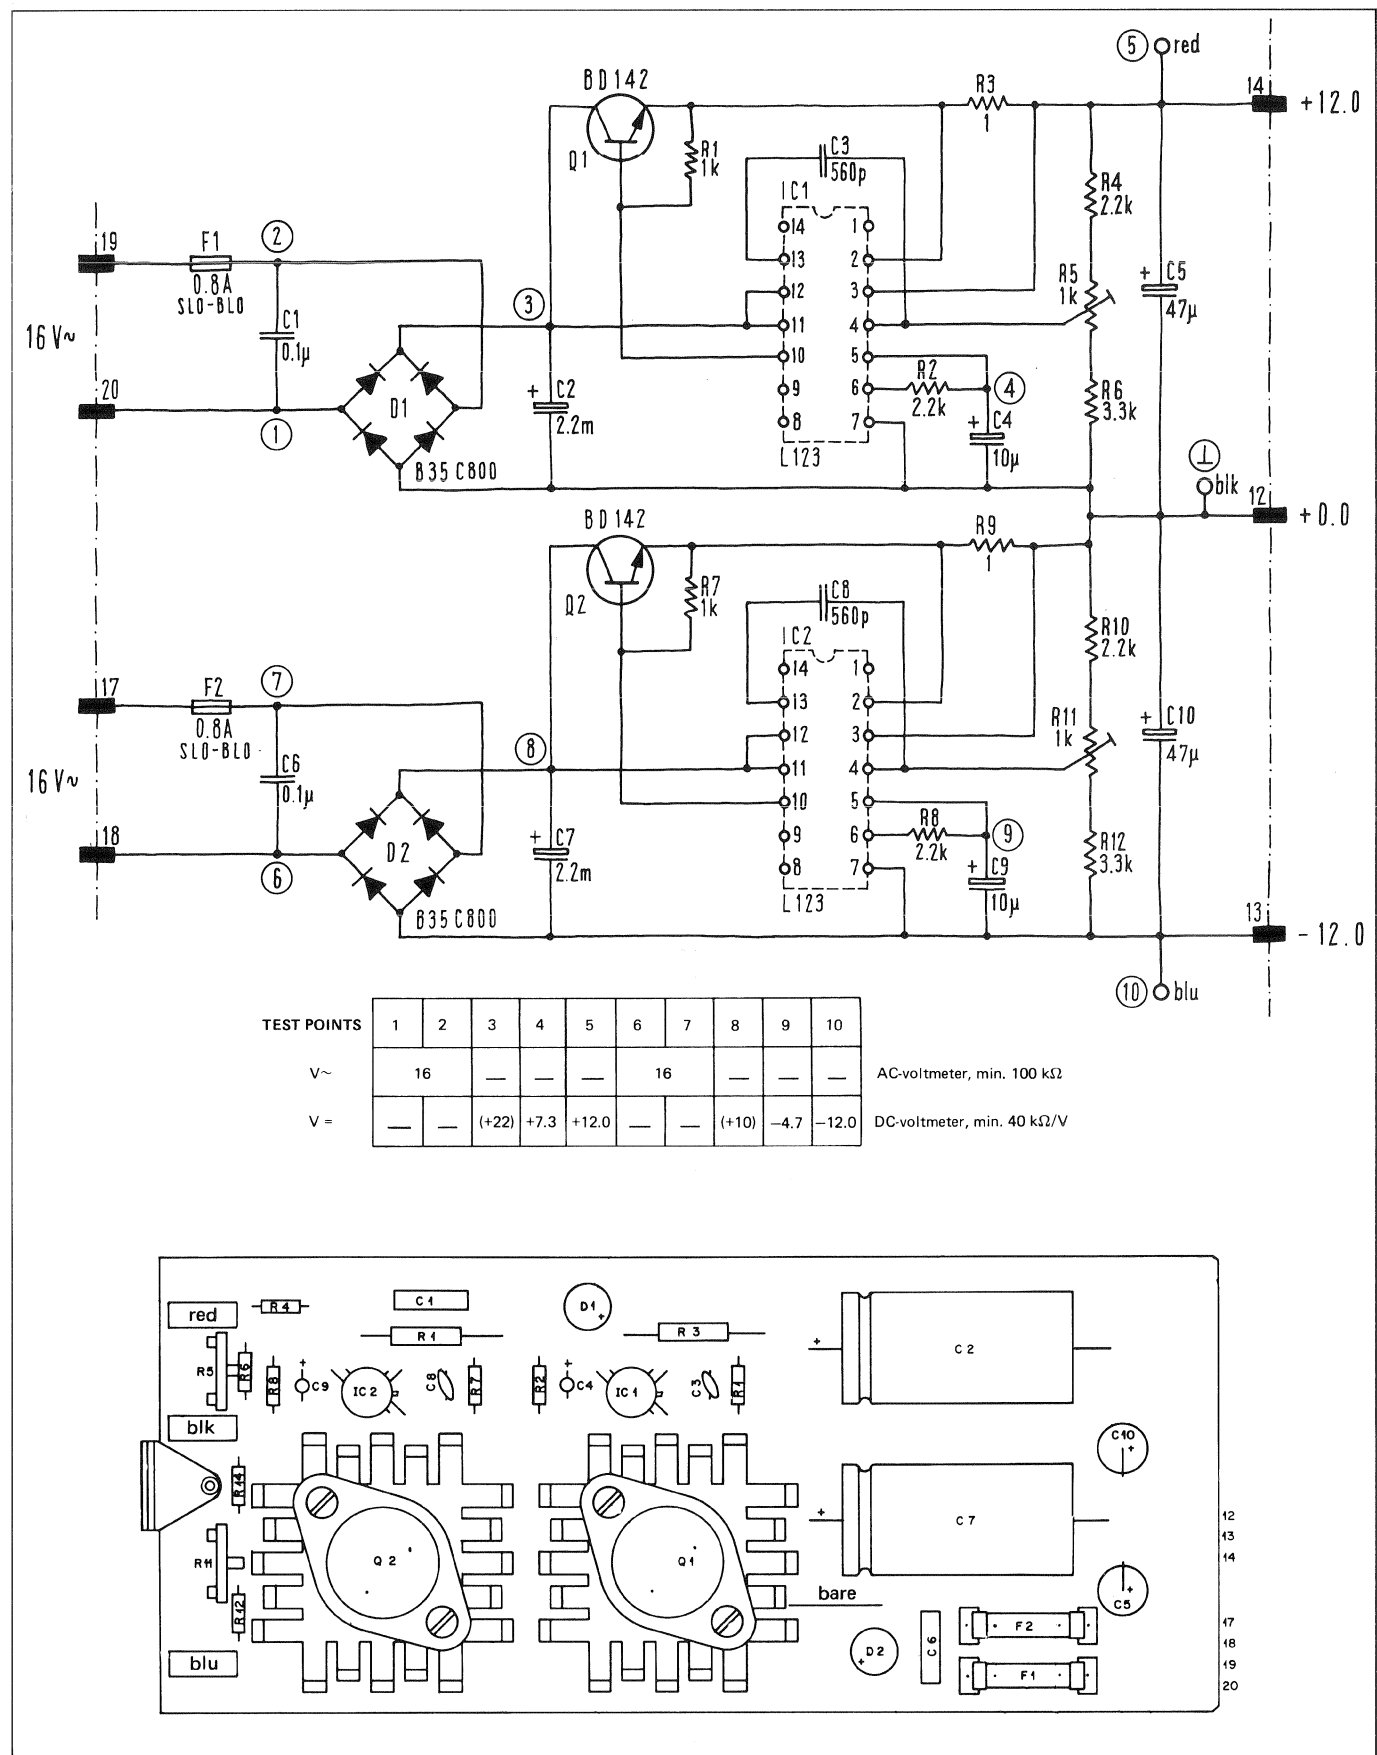 5 red
BD142
14 +12.0
R3
1
Q1
R1
1k
C3
560p
IC1
R4
2.2k
14 1
13 2
12 3
11 4
10 5
9 6
8 7
L123
19
F1
0.8A
SLO-BLO
2
C1
0.1µ
16 V~
20
1
D1
B35 C800
3
+ C2
2.2m
R5
1k
+ C5
47µ
R2
2.2k
4
+ C4
10µ
R6
3.3k
⊥
blk
12 +0.0
BD142
R9
1
Q2
R7
1k
C8
560p
IC2
R10
2.2k
14 1
13 2
12 3
11 4
10 5
9 6
8 7
L123
17
F2
0.8A
SLO-BLO
7
C6
0.1µ
16 V~
18
6
D2
B35 C800
8
+ C7
2.2m
R11
1k
+ C10
47µ
R8
2.2k
9
+ C9
10µ
R12
3.3k
13 -12.0
10 blu
TEST POINTS 1 2 3 4 5 6 7 8 9 10
V~ 16 — — — 16 — — — AC-voltmeter, min. 100 kΩ
V = — — (+22) +7.3 +12.0 — — (+10) −4.7 −12.0 DC-voltmeter, min. 40 kΩ/V
red
R4
C1
D1 +
R1
R3
+ C2
R5
R6
R8
+ C9
IC2
C8
R7
R2
+ C4
IC1
C3
R1
blk
C10 +
R14
+ C7
12
13
14
R11
Q2
Q1
bare
+ C5
R12
F2
17
D2 +
C6
18
blu
F1
19
20